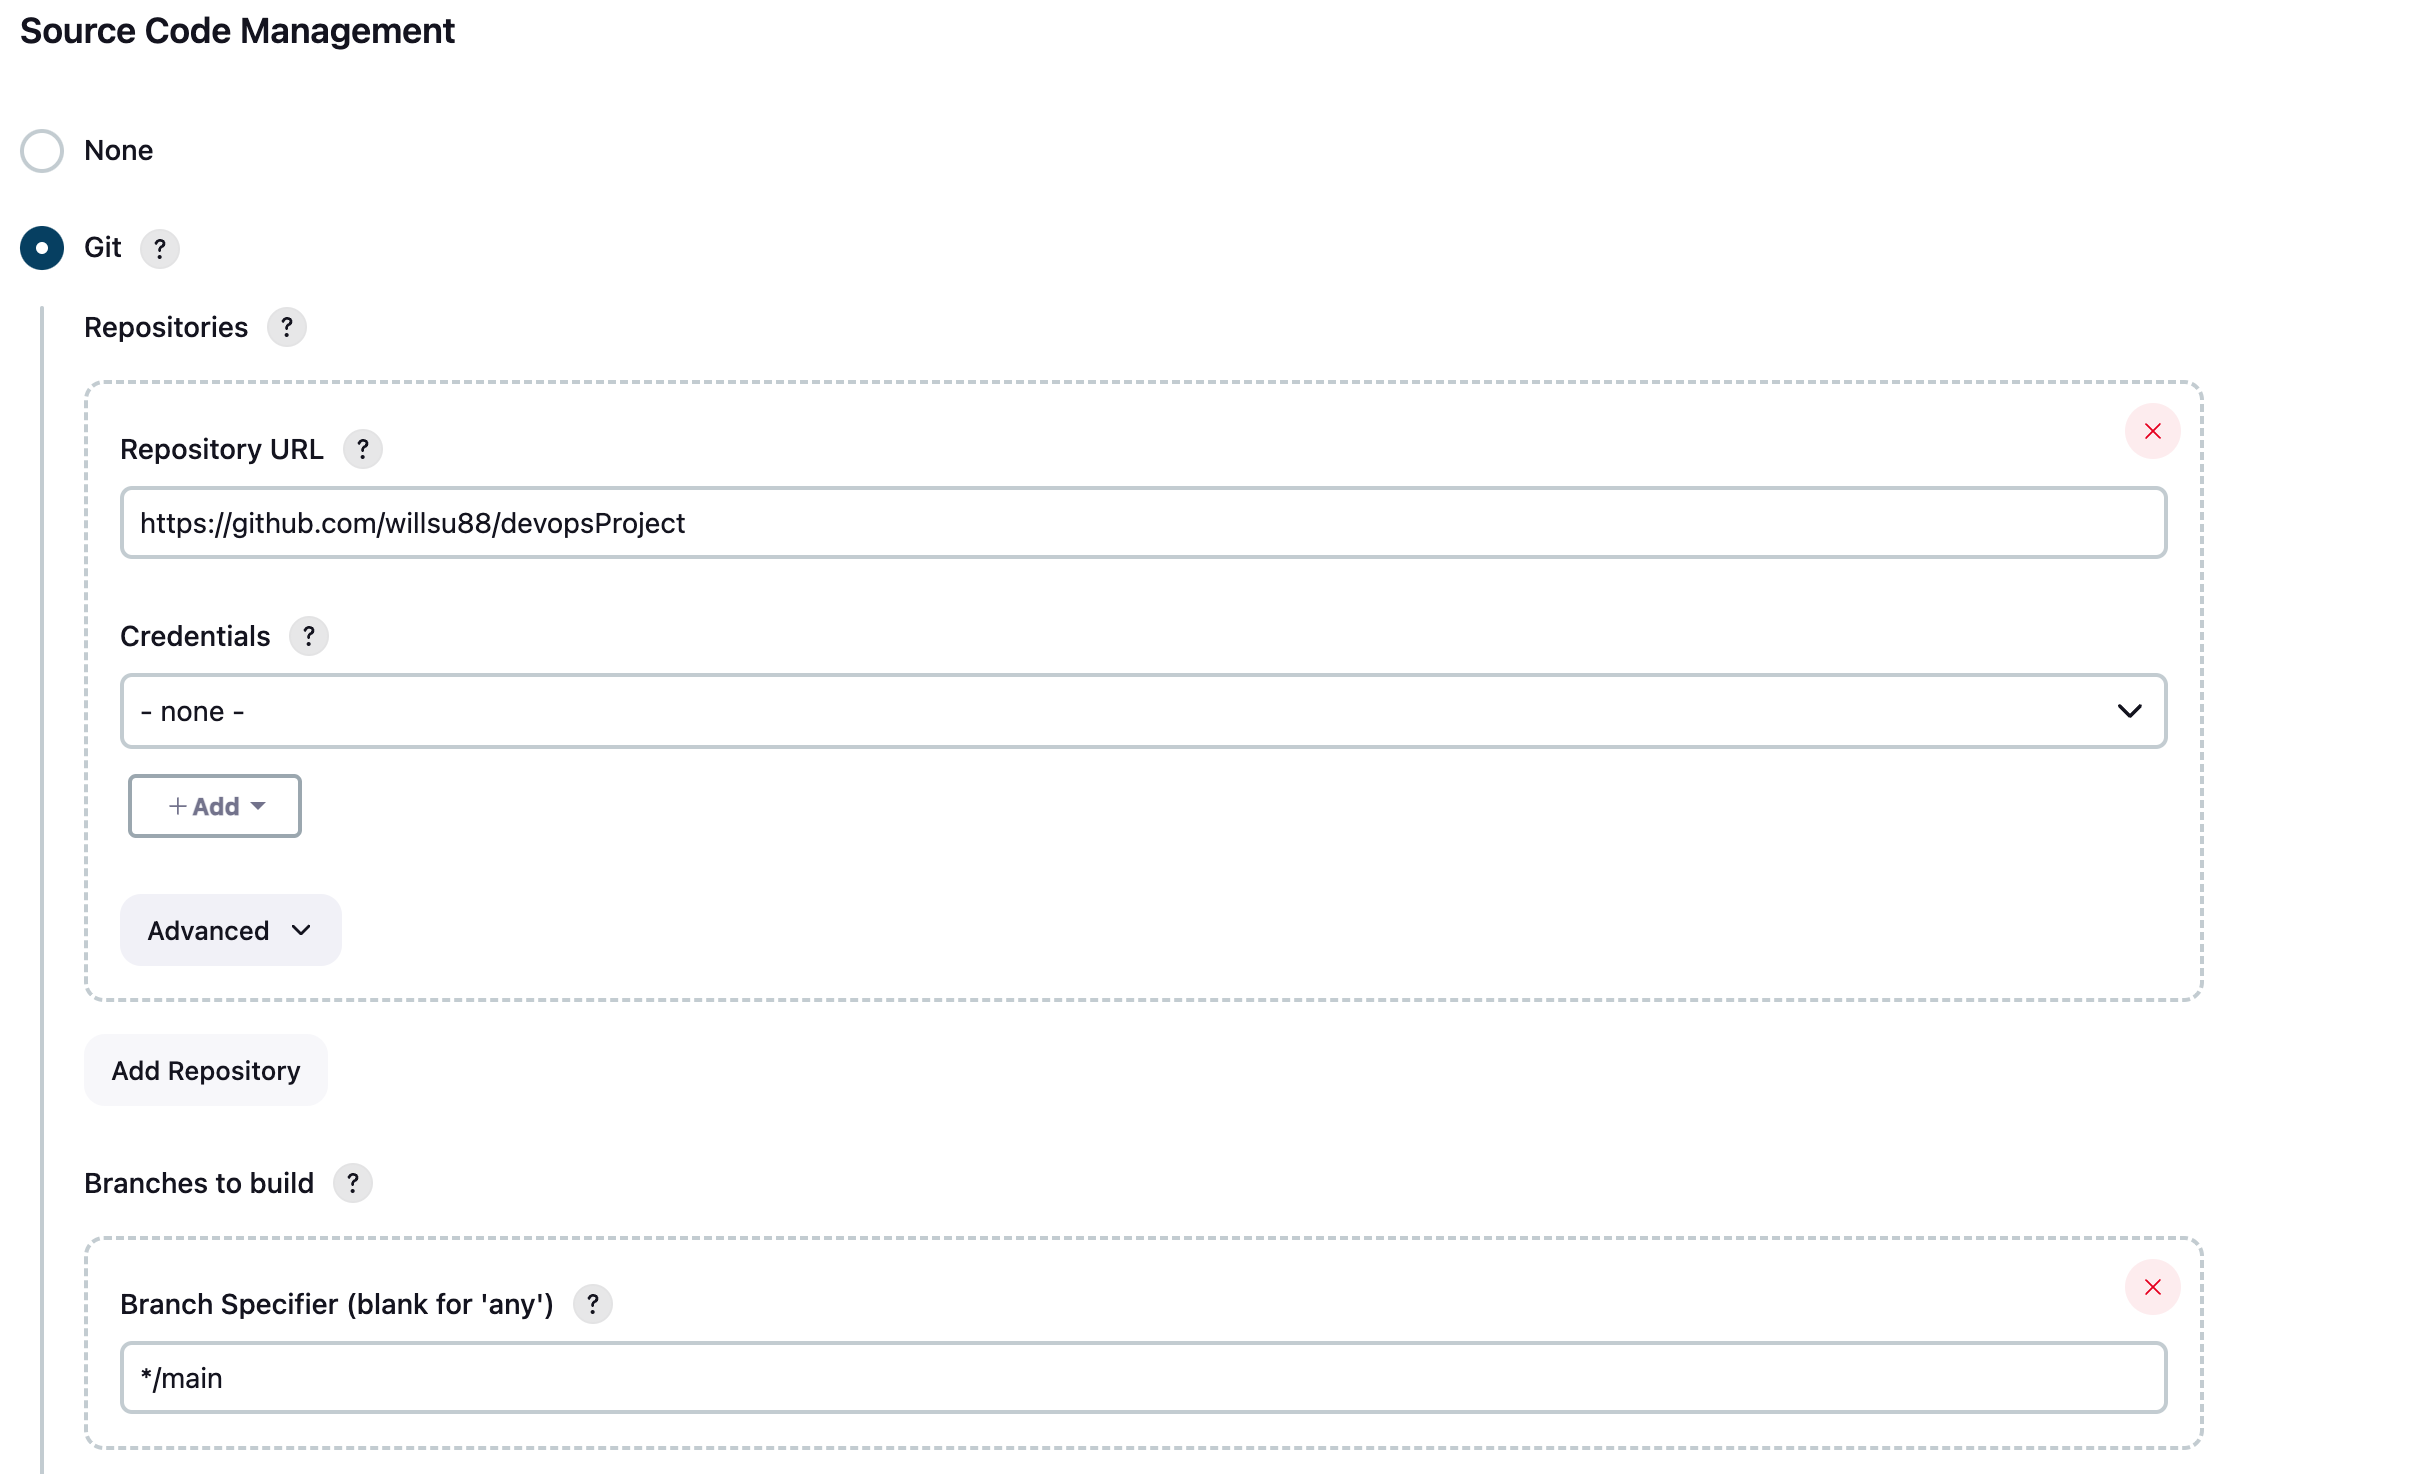 Source Code Management
None
Git ?
Repositories ?
Repository URL ?
https://github.com/willsu88/devopsProject
Credentials ?
- none -
+ Add
Advanced
Add Repository
Branches to build ?
Branch Specifier (blank for 'any') ?
*/main